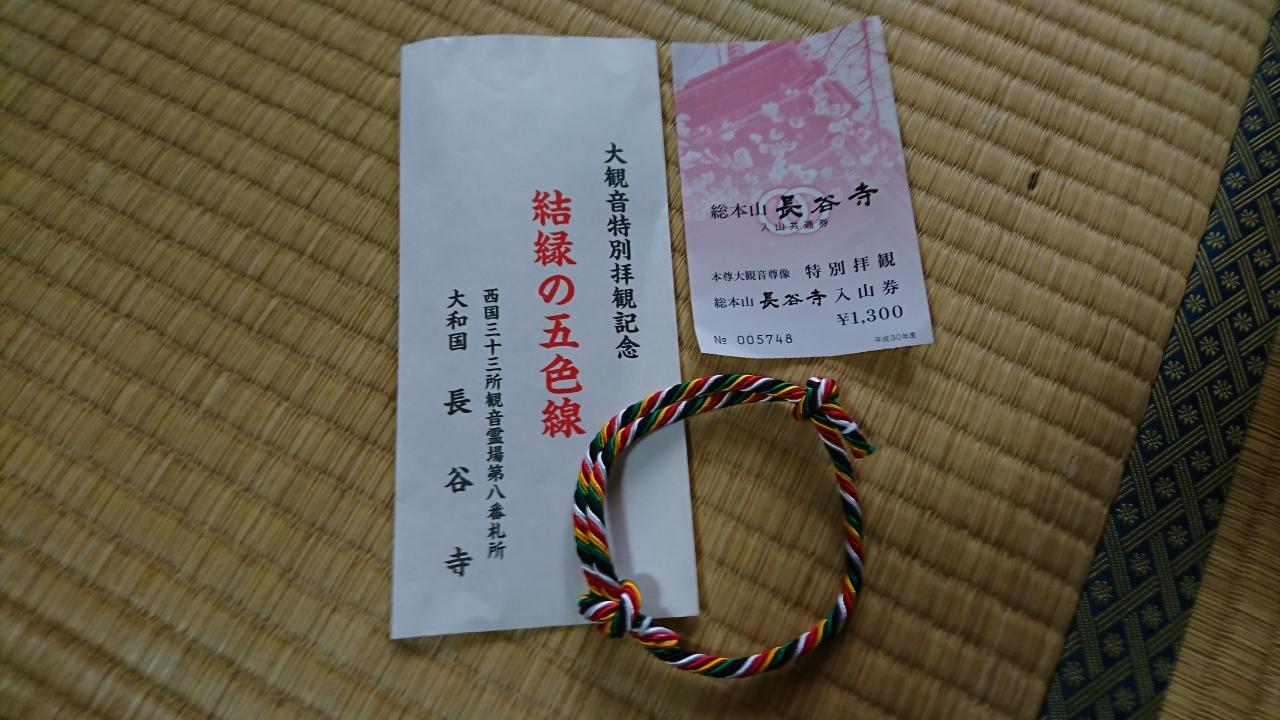 大観音特別拝観記念
結縁の五色線
西国三十三所観音霊場第八番札所
大和国 長谷寺
総本山 長谷寺
入山共通券
本尊大観音尊像 特別拝観
総本山 長谷寺 入山券
¥1,300
№ 005748
平成30年度